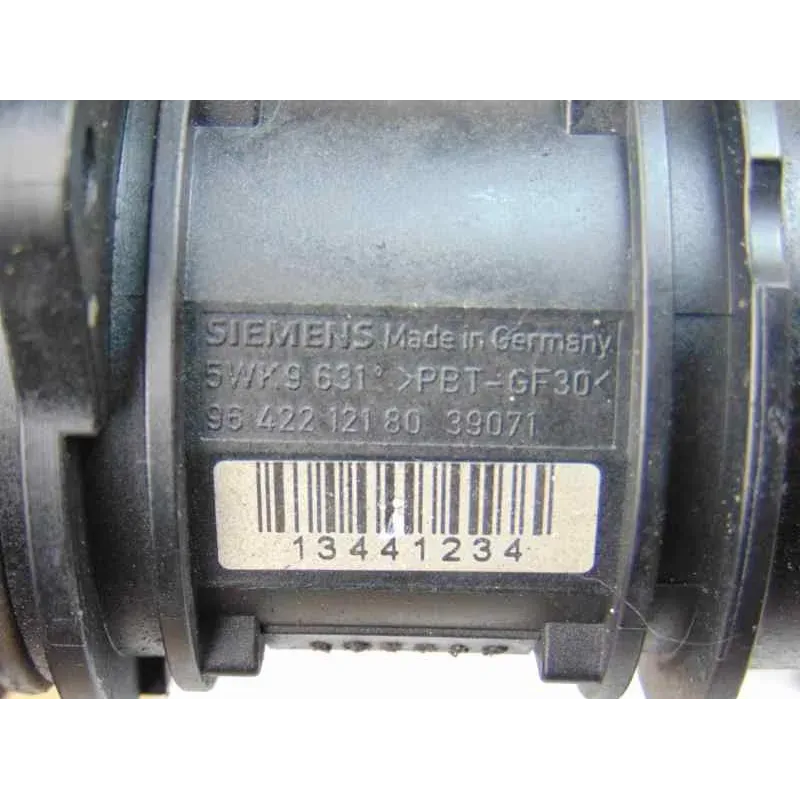 SIEMENS Made in Germany
5WK9 631° >PBT-GF30<
96 422 121 80 39071
13441234